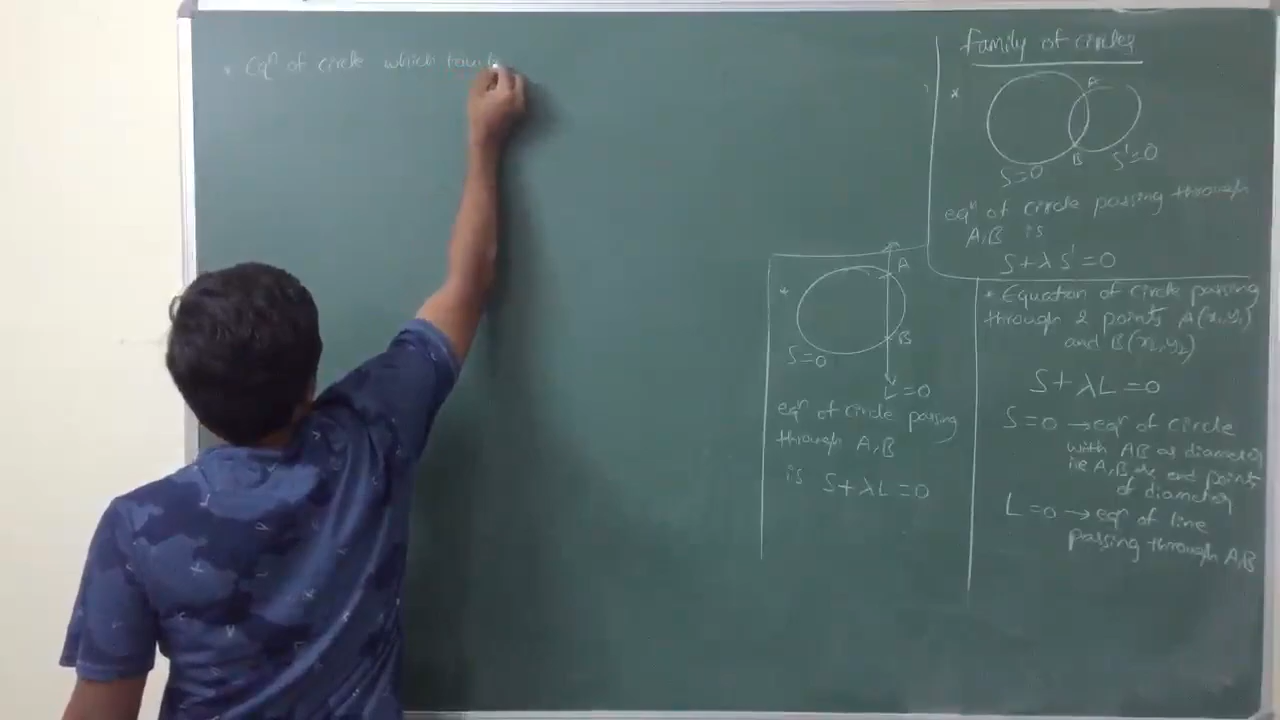 * Eqⁿ of circle which touch
Family of circles
*
A
B
S=0
S'=0
eqⁿ of circle passing through
A,B is
S+λS'=0
*
A
B
S=0
L=0
eqⁿ of circle passing
through A,B
is S+λL=0
* Equation of circle passing
through 2 points A(x₁,y₁)
and B(x₂,y₂)
S+λL=0
S=0 → eqⁿ of circle
with AB as diameter
ie A,B are end points
of diameter
L=0 → eqⁿ of line
passing through A,B